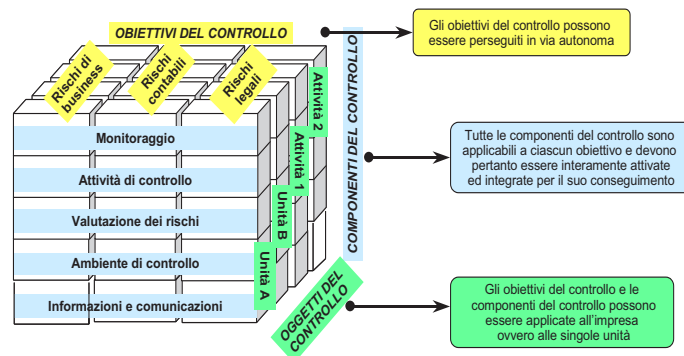 OBIETTIVI DEL CONTROLLO
Rischi di
business
Rischi
contabili
Rischi
legali
Monitoraggio
Attività di controllo
Valutazione dei rischi
Ambiente di controllo
Informazioni e comunicazioni
Unità A
Unità B
Attività 1
Attività 2
COMPONENTI DEL CONTROLLO
OGGETTI DEL
CONTROLLO
Gli obiettivi del controllo possono
essere perseguiti in via autonoma
Tutte le componenti del controllo sono
applicabili a ciascun obiettivo e devono
pertanto essere interamente attivate
ed integrate per il suo conseguimento
Gli obiettivi del controllo e le
componenti del controllo possono
essere applicate all'impresa
ovvero alle singole unità